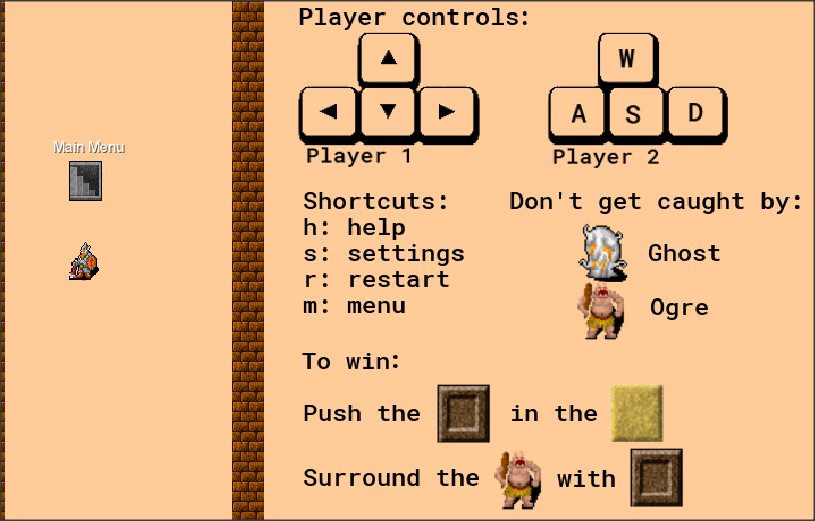 Player controls:
W
A S D
Player 1
Player 2
Main Menu
Shortcuts:
h: help
s: settings
r: restart
m: menu
Don't get caught by:
Ghost
Ogre
To win:
Push the in the
Surround the with